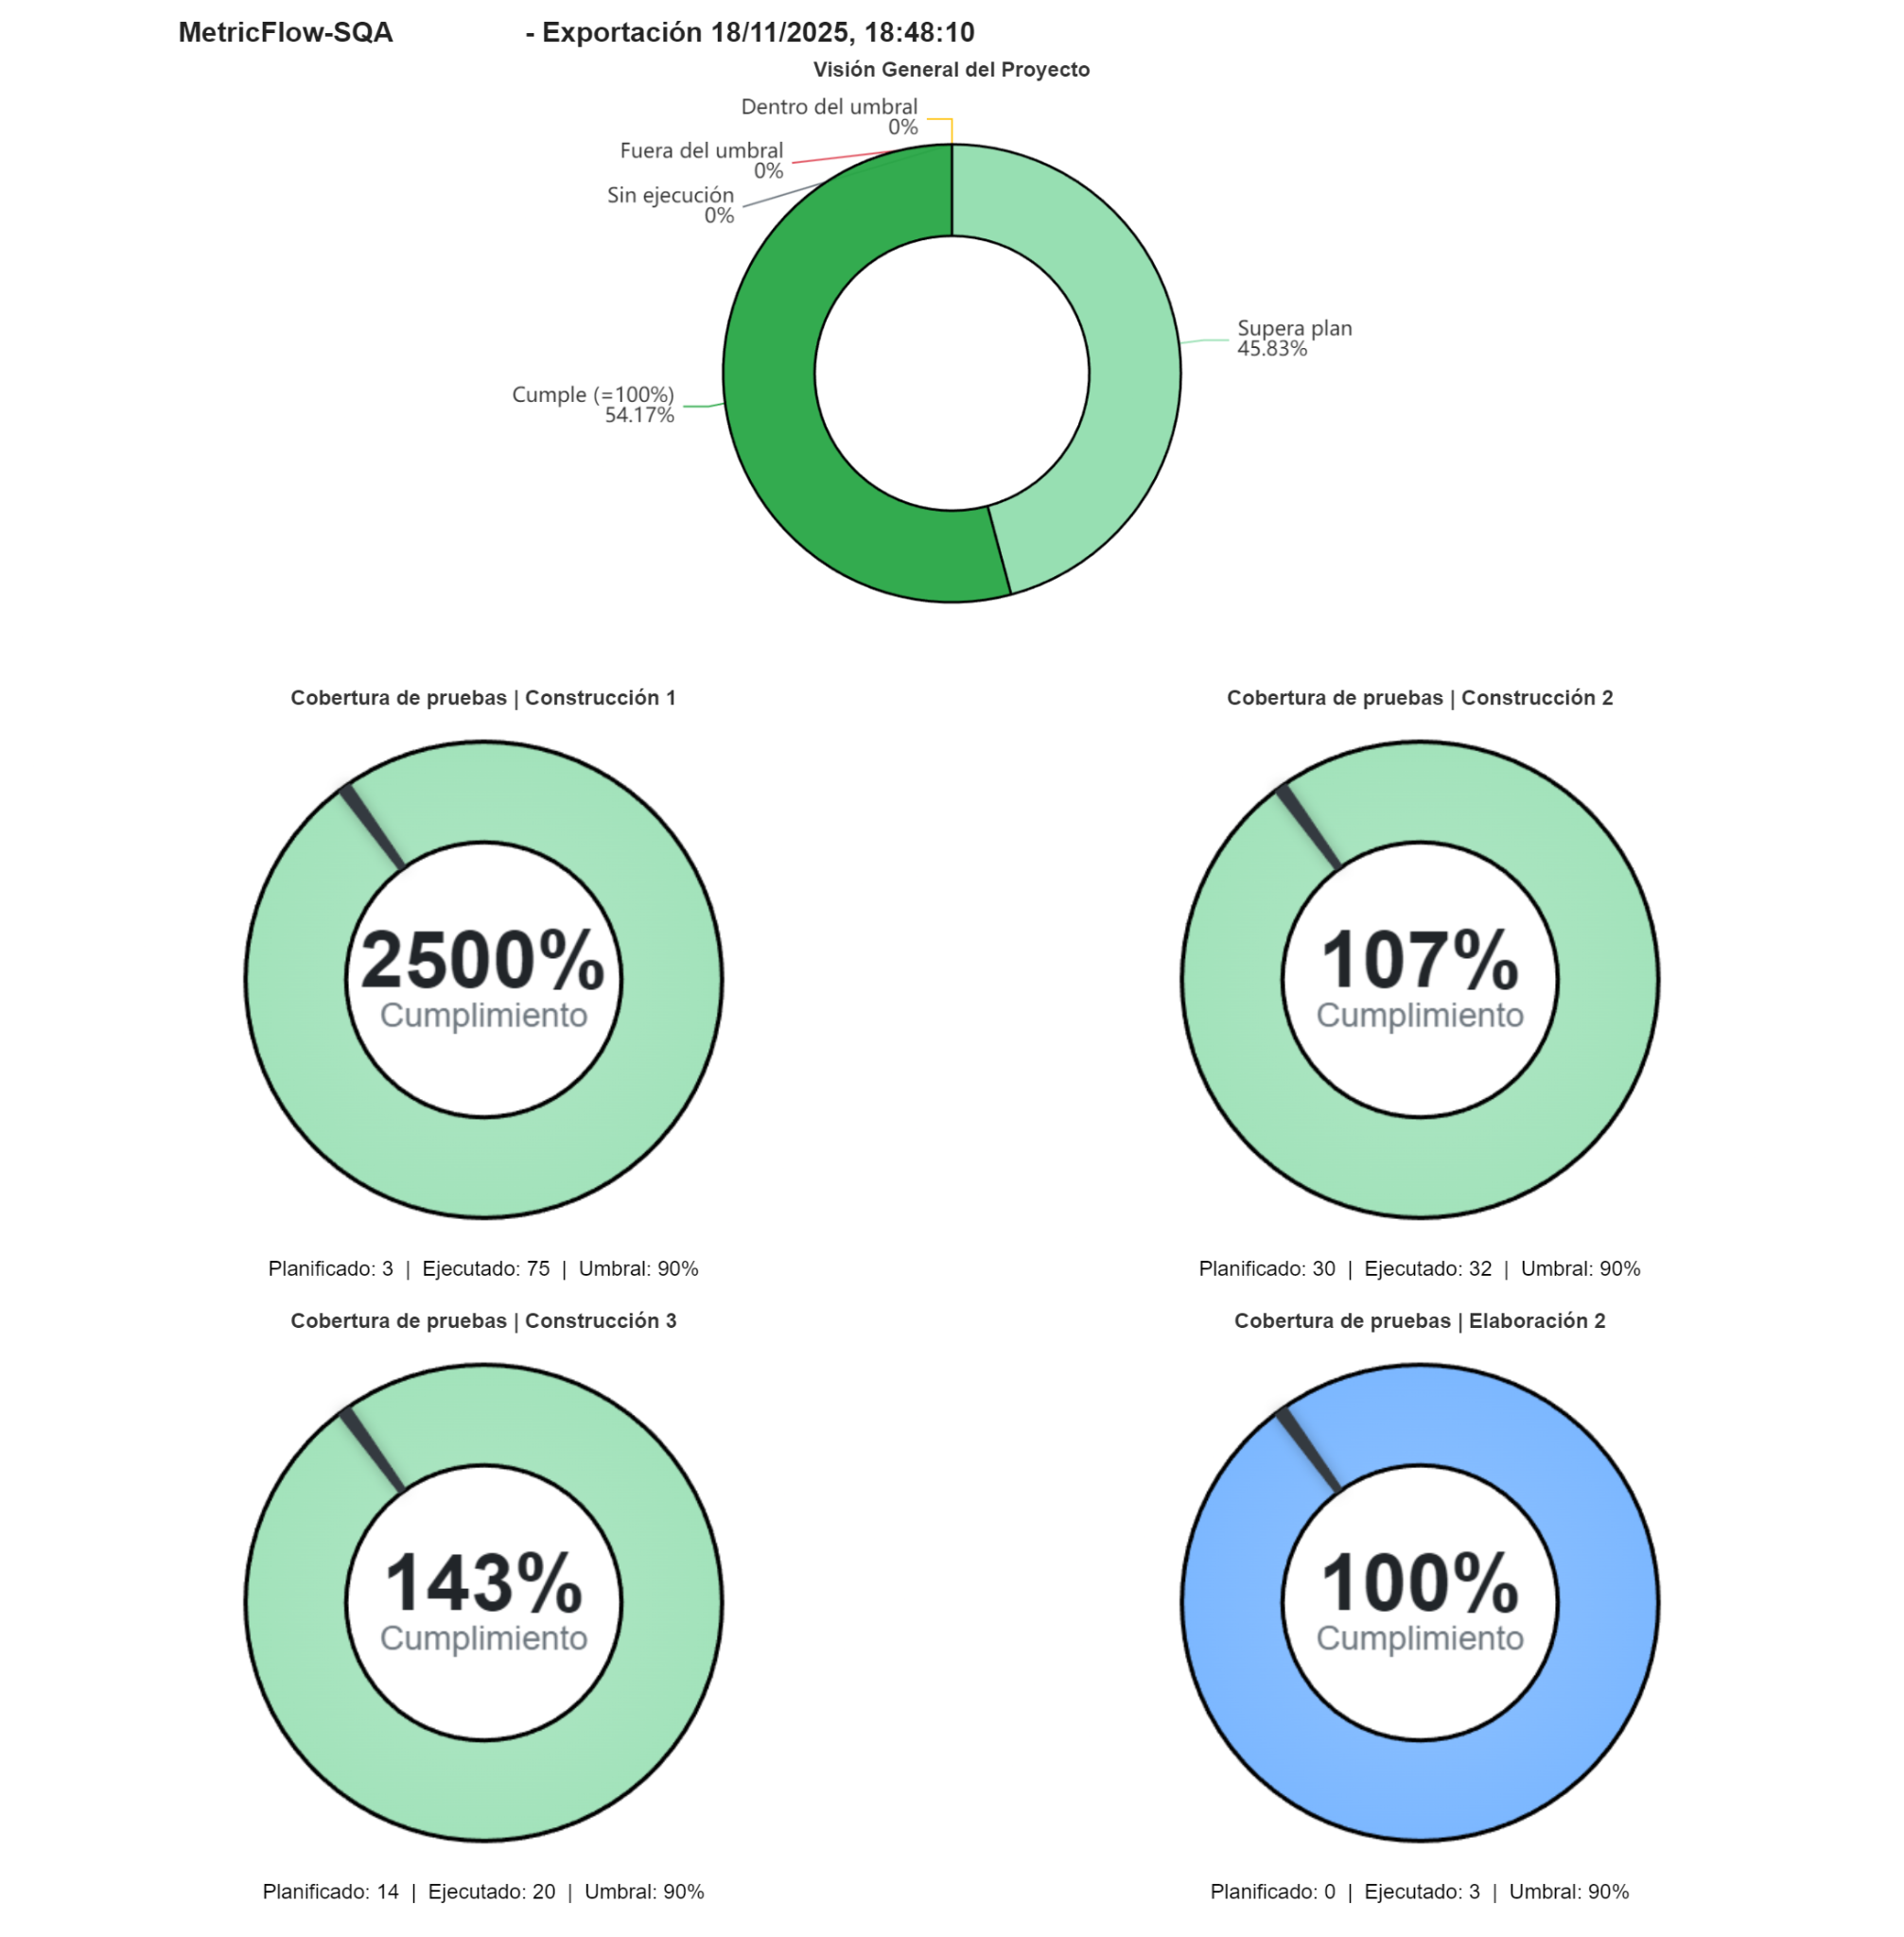 MetricFlow-SQA - Exportación 18/11/2025, 18:48:10
Visión General del Proyecto
Dentro del umbral
0%
Fuera del umbral
0%
Sin ejecución
0%
Supera plan
45.83%
Cumple (=100%)
54.17%
Cobertura de pruebas | Construcción 1
2500%
Cumplimiento
Planificado: 3 | Ejecutado: 75 | Umbral: 90%
Cobertura de pruebas | Construcción 2
107%
Cumplimiento
Planificado: 30 | Ejecutado: 32 | Umbral: 90%
Cobertura de pruebas | Construcción 3
143%
Cumplimiento
Planificado: 14 | Ejecutado: 20 | Umbral: 90%
Cobertura de pruebas | Elaboración 2
100%
Cumplimiento
Planificado: 0 | Ejecutado: 3 | Umbral: 90%